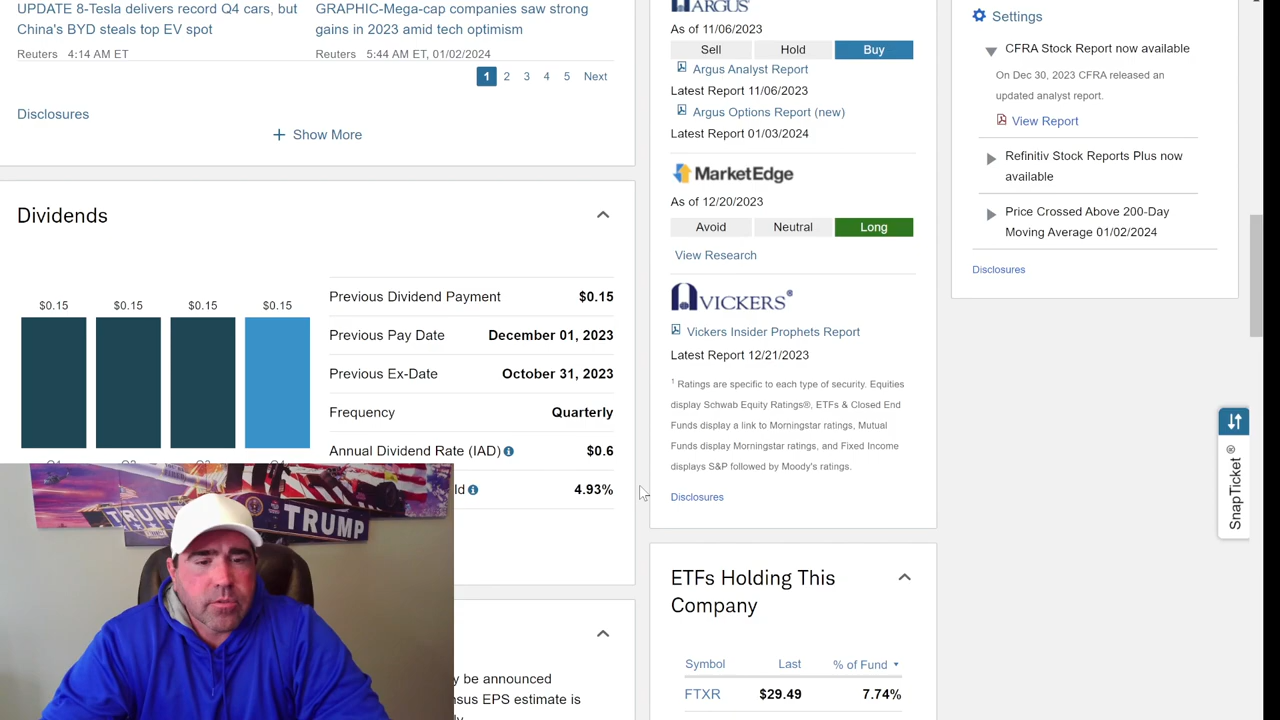 UPDATE 8-Tesla delivers record Q4 cars, but
China's BYD steals top EV spot
Reuters 4:14 AM ET
GRAPHIC-Mega-cap companies saw strong
gains in 2023 amid tech optimism
Reuters 5:44 AM ET, 01/02/2024
1 2 3 4 5 Next
Disclosures
+ Show More
Dividends
$0.15 $0.15 $0.15 $0.15
Previous Dividend Payment $0.15
Previous Pay Date December 01, 2023
Previous Ex-Date October 31, 2023
Frequency Quarterly
Annual Dividend Rate (IAD) $0.6
ld 4.93%
TRUMP
TRUMP
y be announced
nsus EPS estimate is
ARGUS
As of 11/06/2023
Sell Hold Buy
Argus Analyst Report
Latest Report 11/06/2023
Argus Options Report (new)
Latest Report 01/03/2024
MarketEdge
As of 12/20/2023
Avoid Neutral Long
View Research
VICKERS®
Vickers Insider Prophets Report
Latest Report 12/21/2023
1 Ratings are specific to each type of security. Equities
display Schwab Equity Ratings®, ETFs & Closed End
Funds display a link to Morningstar ratings, Mutual
Funds display Morningstar ratings, and Fixed Income
displays S&P followed by Moody's ratings.
Disclosures
ETFs Holding This
Company
Symbol Last % of Fund
FTXR $29.49 7.74%
Settings
CFRA Stock Report now available
On Dec 30, 2023 CFRA released an
updated analyst report.
View Report
Refinitiv Stock Reports Plus now
available
Price Crossed Above 200-Day
Moving Average 01/02/2024
Disclosures
SnapTicket®